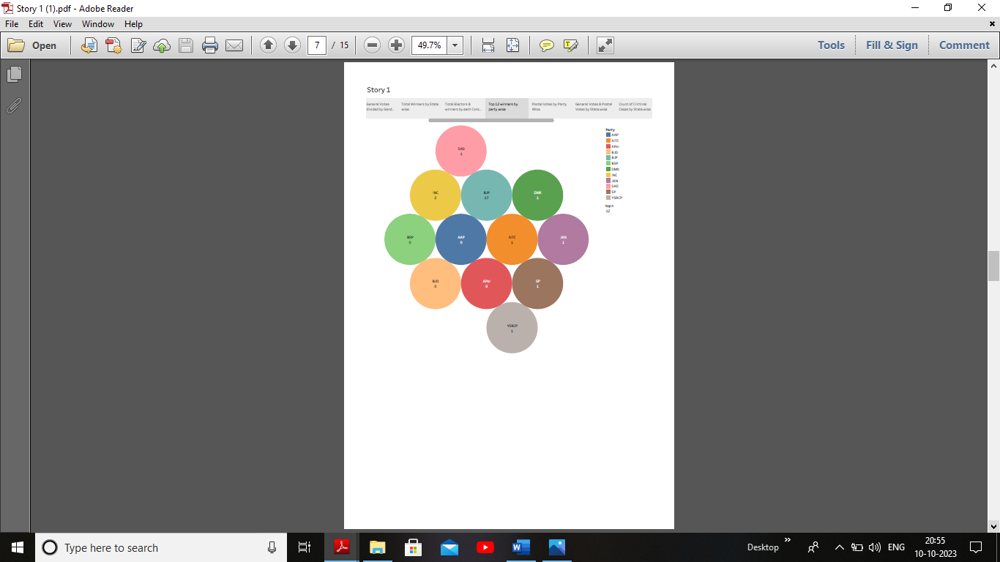 Story 1 (1).pdf - Adobe Reader
File Edit View Window Help
Open
7 / 15
49.7%
Tools Fill & Sign Comment
Story 1
General Votes
divided by Gend..
Total Winners by State
wise
Total Electors &
winners by each Cons..
Top 12 winners by
party wise
Postal Votes by Party
Wise
General Votes & Postal
Votes by State wise
Count of Criminal
Cases by State wise
SAD
1
INC
2
BJP
17
DMK
1
BSP
0
AAP
0
AITC
1
JKN
1
BJD
0
APoI
0
SP
1
YSRCP
1
Party
AAP
AITC
APoI
BJD
BJP
BSP
DMK
INC
JKN
SAD
SP
YSRCP
top n
12
Type here to search
Desktop
ENG
20:55
10-10-2023